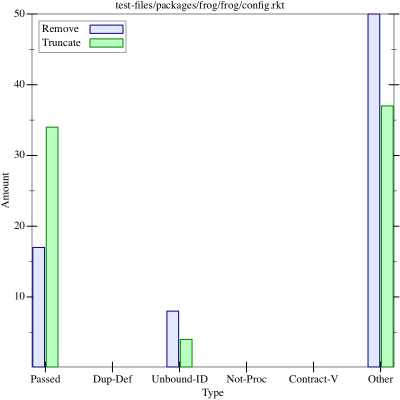 test-files/packages/frog/frog/config.rkt
Remove
Truncate
50
40
30
20
10
Amount
Passed Dup-Def Unbound-ID Not-Proc Contract-V Other
Type